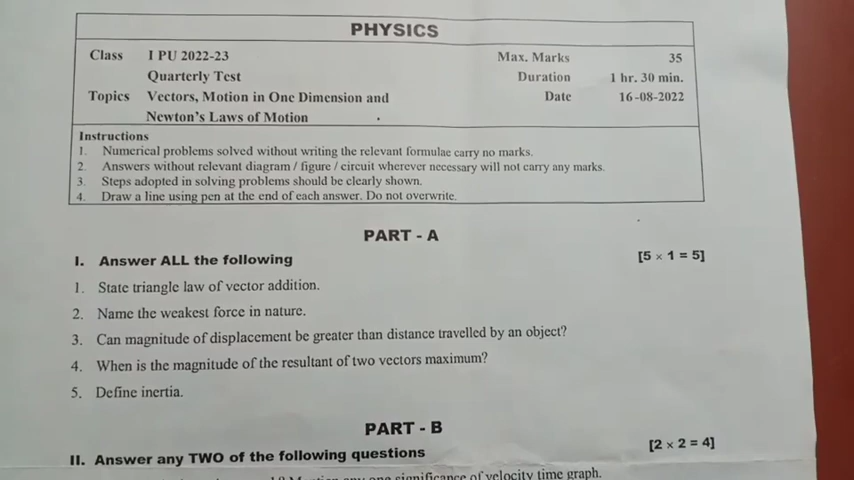 PHYSICS
Class I PU 2022-23 Max. Marks 35
Quarterly Test Duration 1 hr. 30 min.
Topics Vectors, Motion in One Dimension and Date 16-08-2022
Newton's Laws of Motion
Instructions
1. Numerical problems solved without writing the relevant formulae carry no marks.
2. Answers without relevant diagram / figure / circuit wherever necessary will not carry any marks.
3. Steps adopted in solving problems should be clearly shown.
4. Draw a line using pen at the end of each answer. Do not overwrite.
PART - A
I. Answer ALL the following [5 × 1 = 5]
1. State triangle law of vector addition.
2. Name the weakest force in nature.
3. Can magnitude of displacement be greater than distance travelled by an object?
4. When is the magnitude of the resultant of two vectors maximum?
5. Define inertia.
PART - B
II. Answer any TWO of the following questions [2 × 2 = 4]
any one significance of velocity time graph.